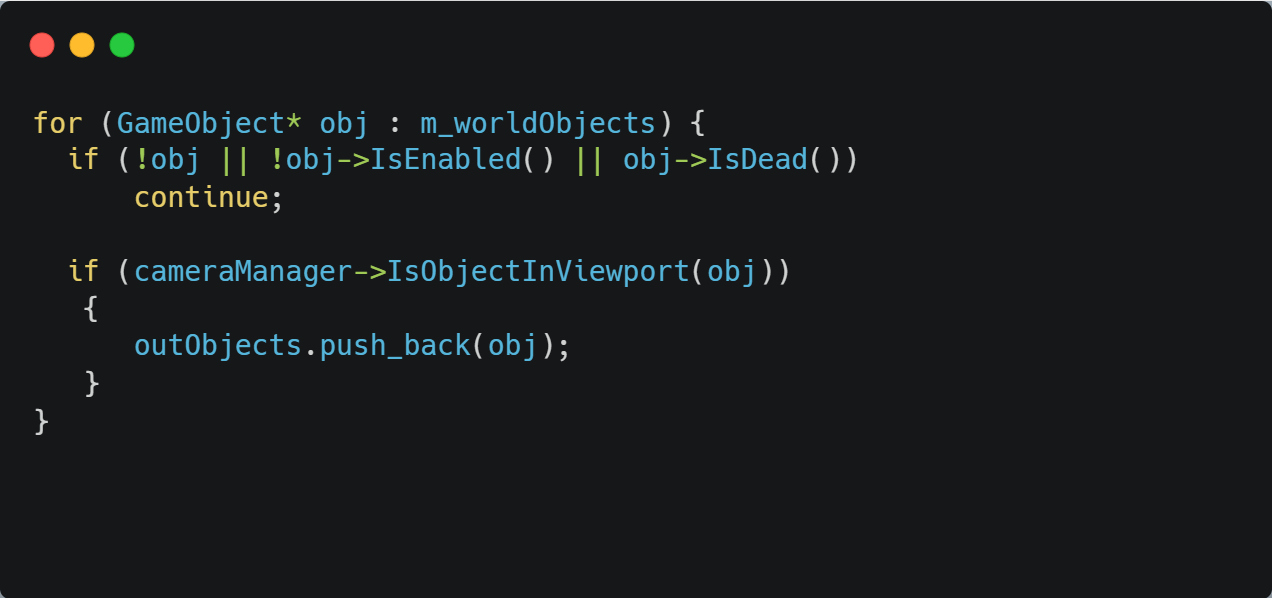 for (GameObject* obj : m_worldObjects) {
  if (!obj || !obj->IsEnabled() || obj->IsDead())
      continue;

  if (cameraManager->IsObjectInViewport(obj))
   {
      outObjects.push_back(obj);
   }
}